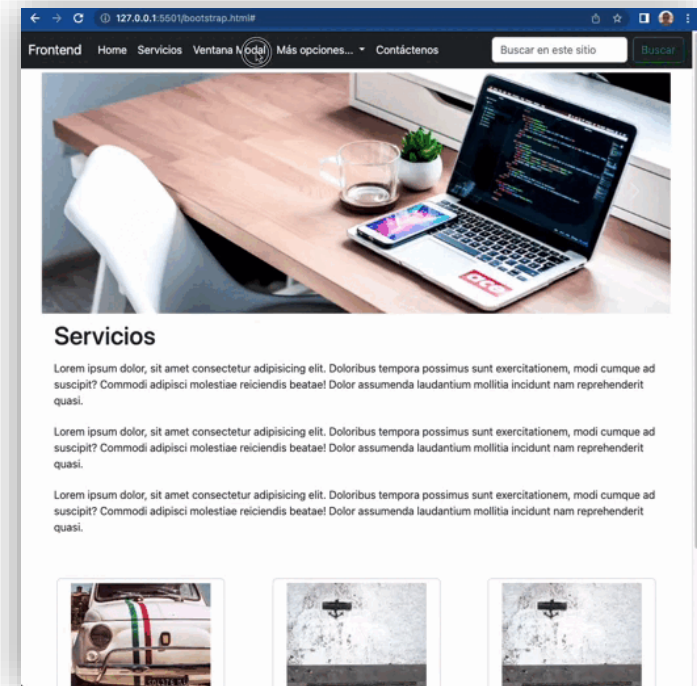 127.0.0.1:5501/bootstrap.html#
Frontend Home Servicios Ventana Modal Más opciones... Contáctenos Buscar en este sitio Buscar
Servicios
Lorem ipsum dolor, sit amet consectetur adipisicing elit. Doloribus tempora possimus sunt exercitationem, modi cumque ad
suscipit? Commodi adipisci molestiae reiciendis beatae! Dolor assumenda laudantium mollitia incidunt nam reprehenderit
quasi.
Lorem ipsum dolor, sit amet consectetur adipisicing elit. Doloribus tempora possimus sunt exercitationem, modi cumque ad
suscipit? Commodi adipisci molestiae reiciendis beatae! Dolor assumenda laudantium mollitia incidunt nam reprehenderit
quasi.
Lorem ipsum dolor, sit amet consectetur adipisicing elit. Doloribus tempora possimus sunt exercitationem, modi cumque ad
suscipit? Commodi adipisci molestiae reiciendis beatae! Dolor assumenda laudantium mollitia incidunt nam reprehenderit
quasi.